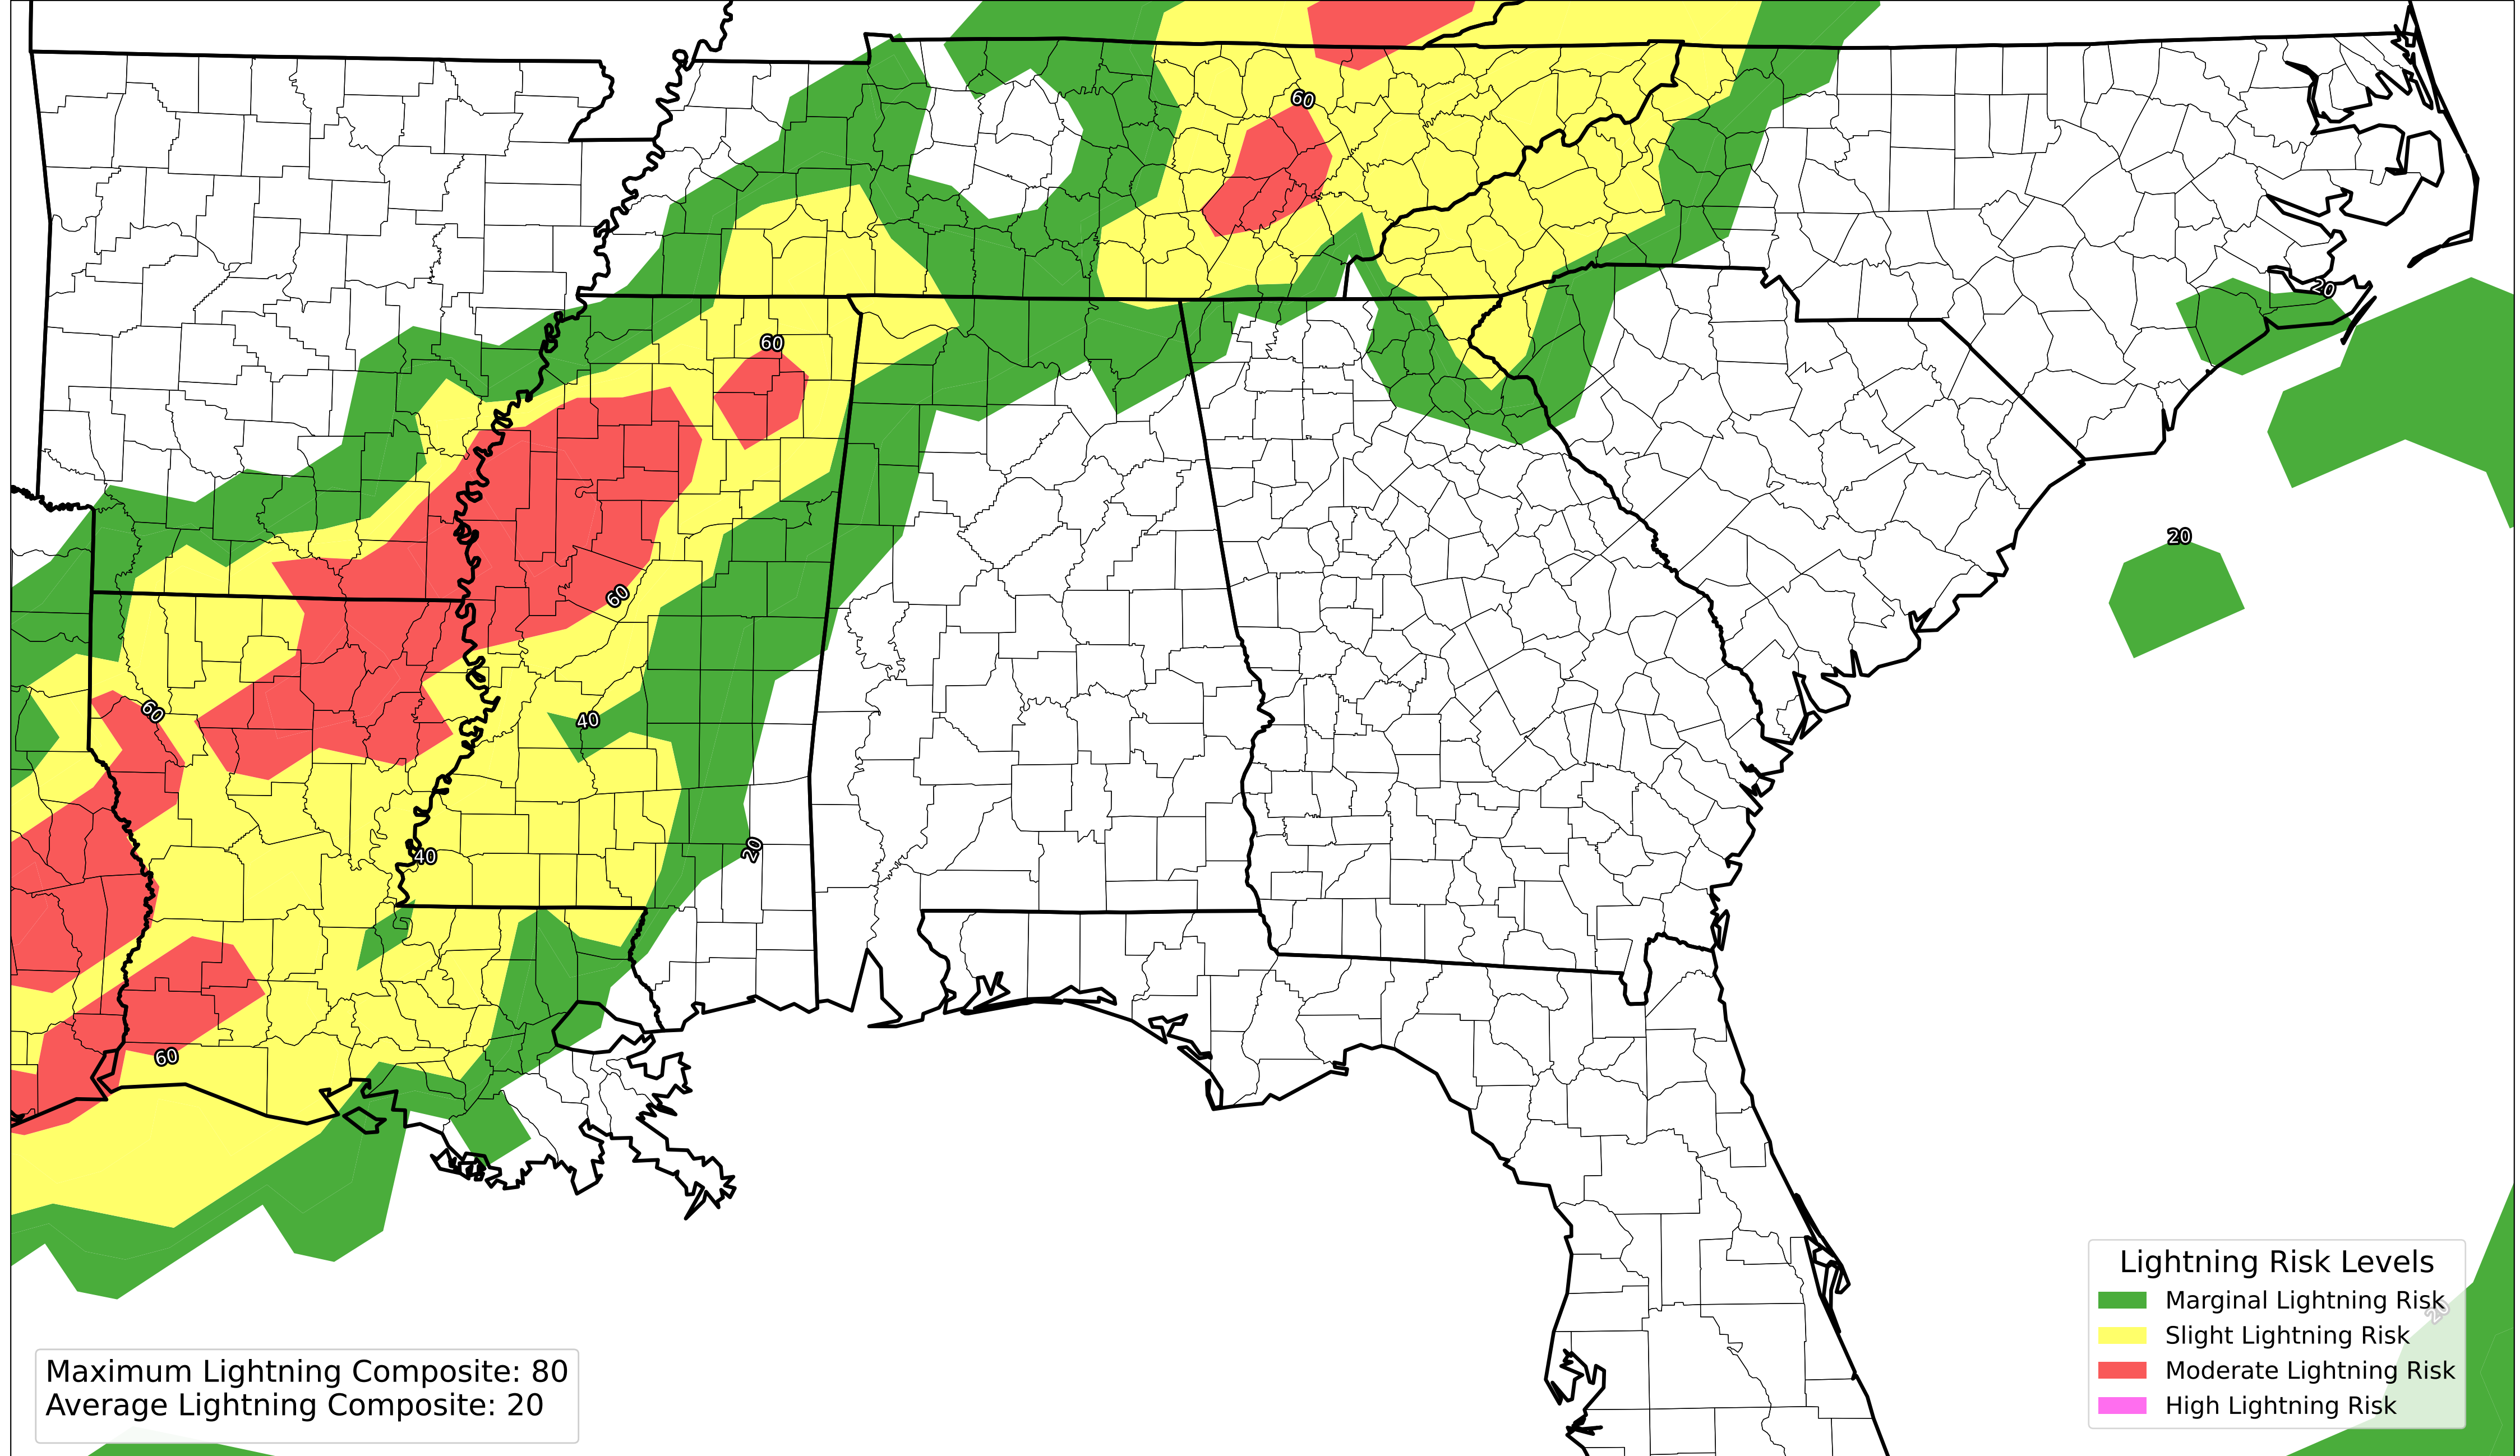 60
20
60
20
60
40
60
40
20
60
Lightning Risk Levels
Marginal Lightning Risk
20
Slight Lightning Risk
Moderate Lightning Risk
High Lightning Risk
Maximum Lightning Composite: 80
Average Lightning Composite: 20